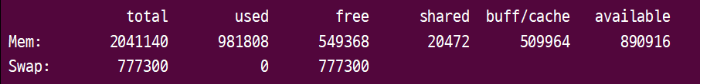 total used free shared buff/cache available
Mem: 2041140 981808 549368 20472 509964 890916
Swap: 777300 0 777300